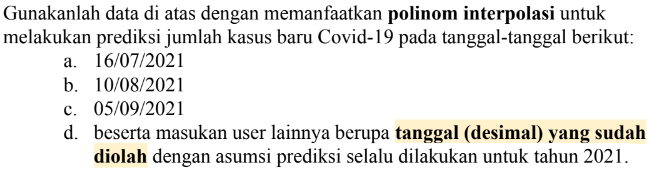 Gunakanlah data di atas dengan memanfaatkan polinom interpolasi untuk
melakukan prediksi jumlah kasus baru Covid-19 pada tanggal-tanggal berikut:
a. 16/07/2021
b. 10/08/2021
c. 05/09/2021
d. beserta masukan user lainnya berupa tanggal (desimal) yang sudah
diolah dengan asumsi prediksi selalu dilakukan untuk tahun 2021.